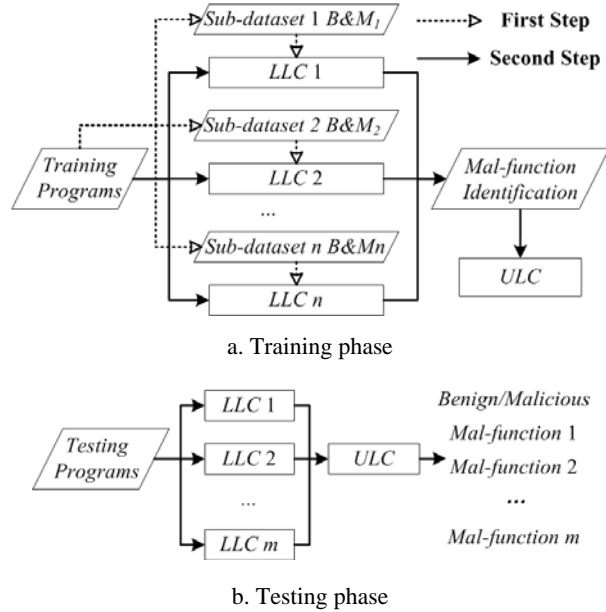 Sub-dataset 1 B&M₁
First Step
LLC 1
Second Step
Sub-dataset 2 B&M₂
Training
Programs
LLC 2
Mal-function
Identification
...
Sub-dataset n B&Mn
LLC n
ULC
a. Training phase
LLC 1
Benign/Malicious
Testing
Programs
LLC 2
ULC
Mal-function 1
Mal-function 2
...
...
LLC m
Mal-function m
b. Testing phase